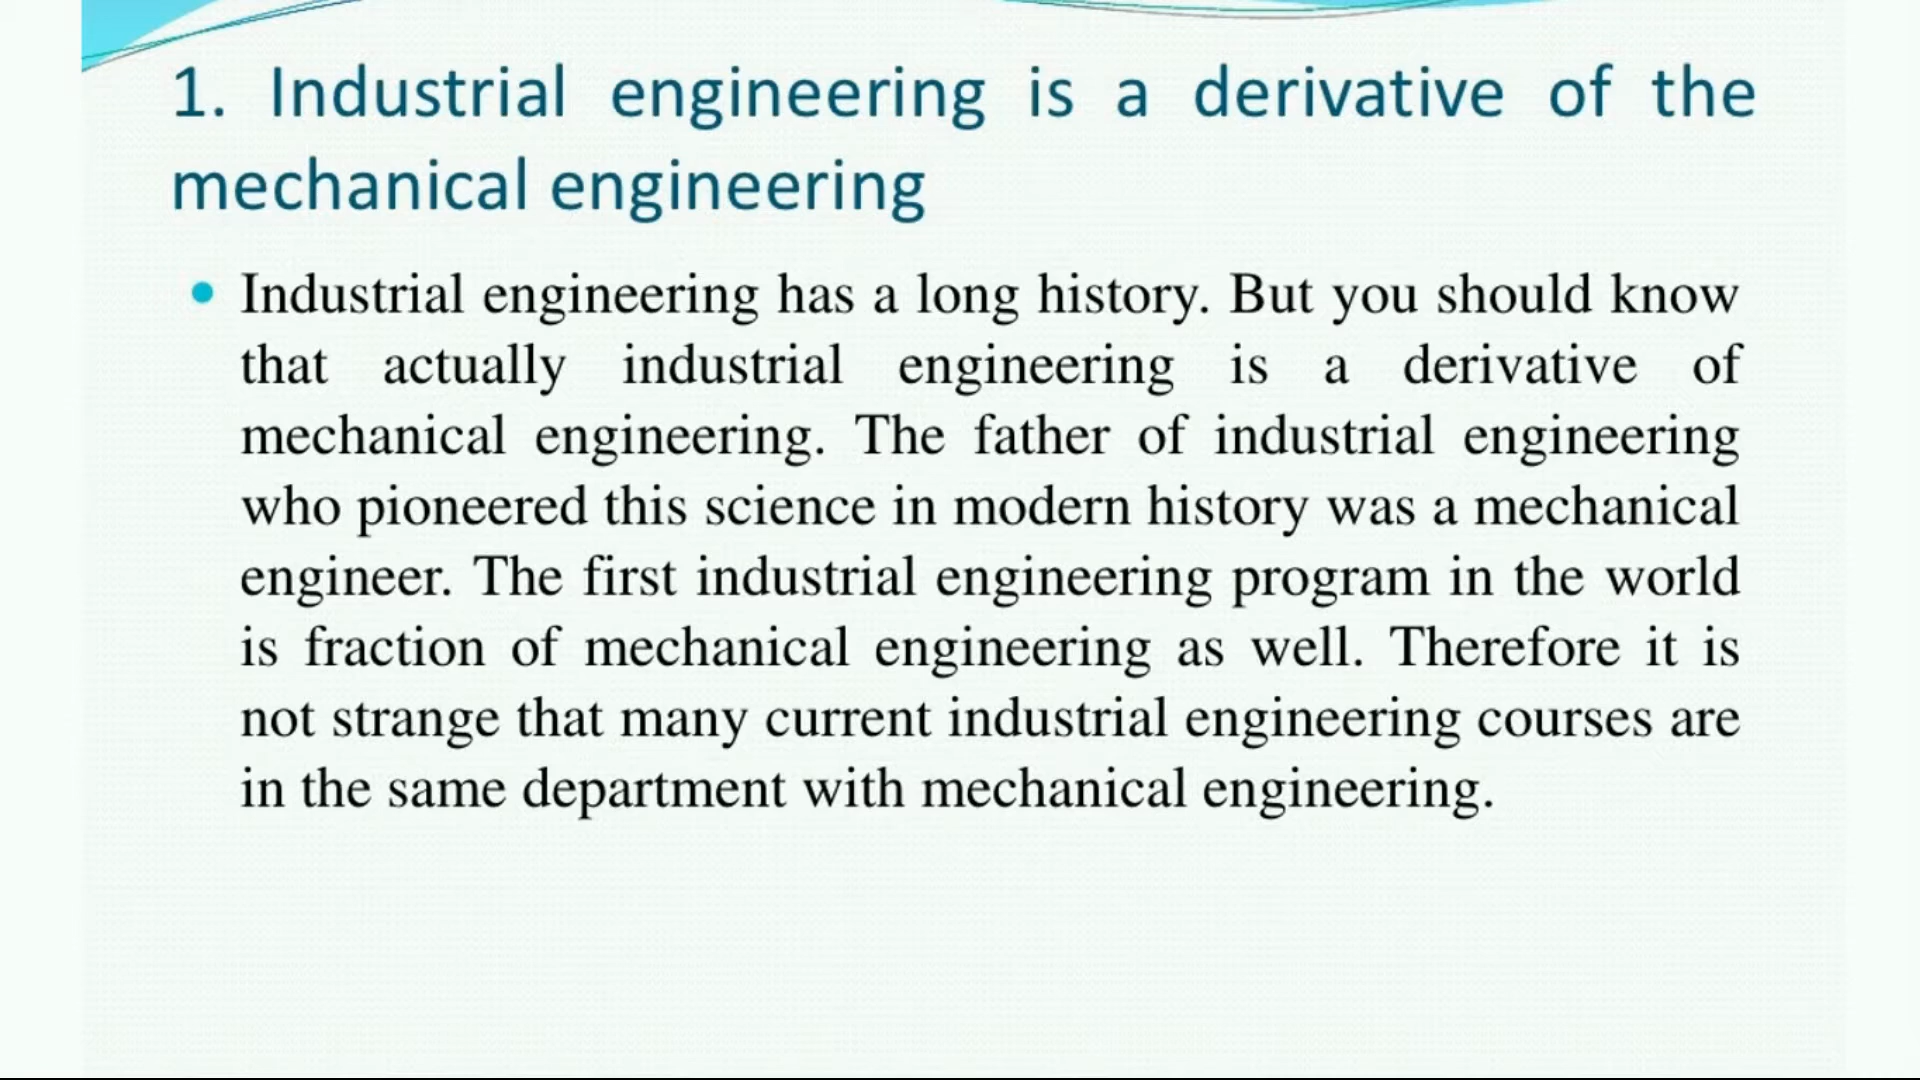 1. Industrial engineering is a derivative of the
mechanical engineering
• Industrial engineering has a long history. But you should know
that actually industrial engineering is a derivative of
mechanical engineering. The father of industrial engineering
who pioneered this science in modern history was a mechanical
engineer. The first industrial engineering program in the world
is fraction of mechanical engineering as well. Therefore it is
not strange that many current industrial engineering courses are
in the same department with mechanical engineering.